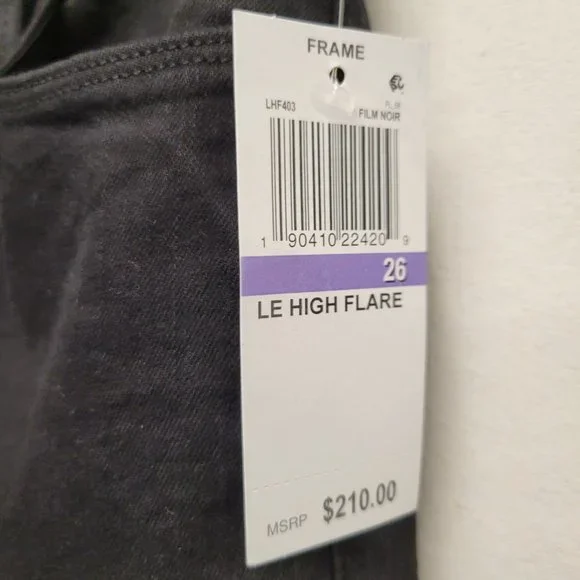 FRAME
LHF403
FILM NOIR
1 90410 22420 9
26
LE HIGH FLARE
MSRP $210.00